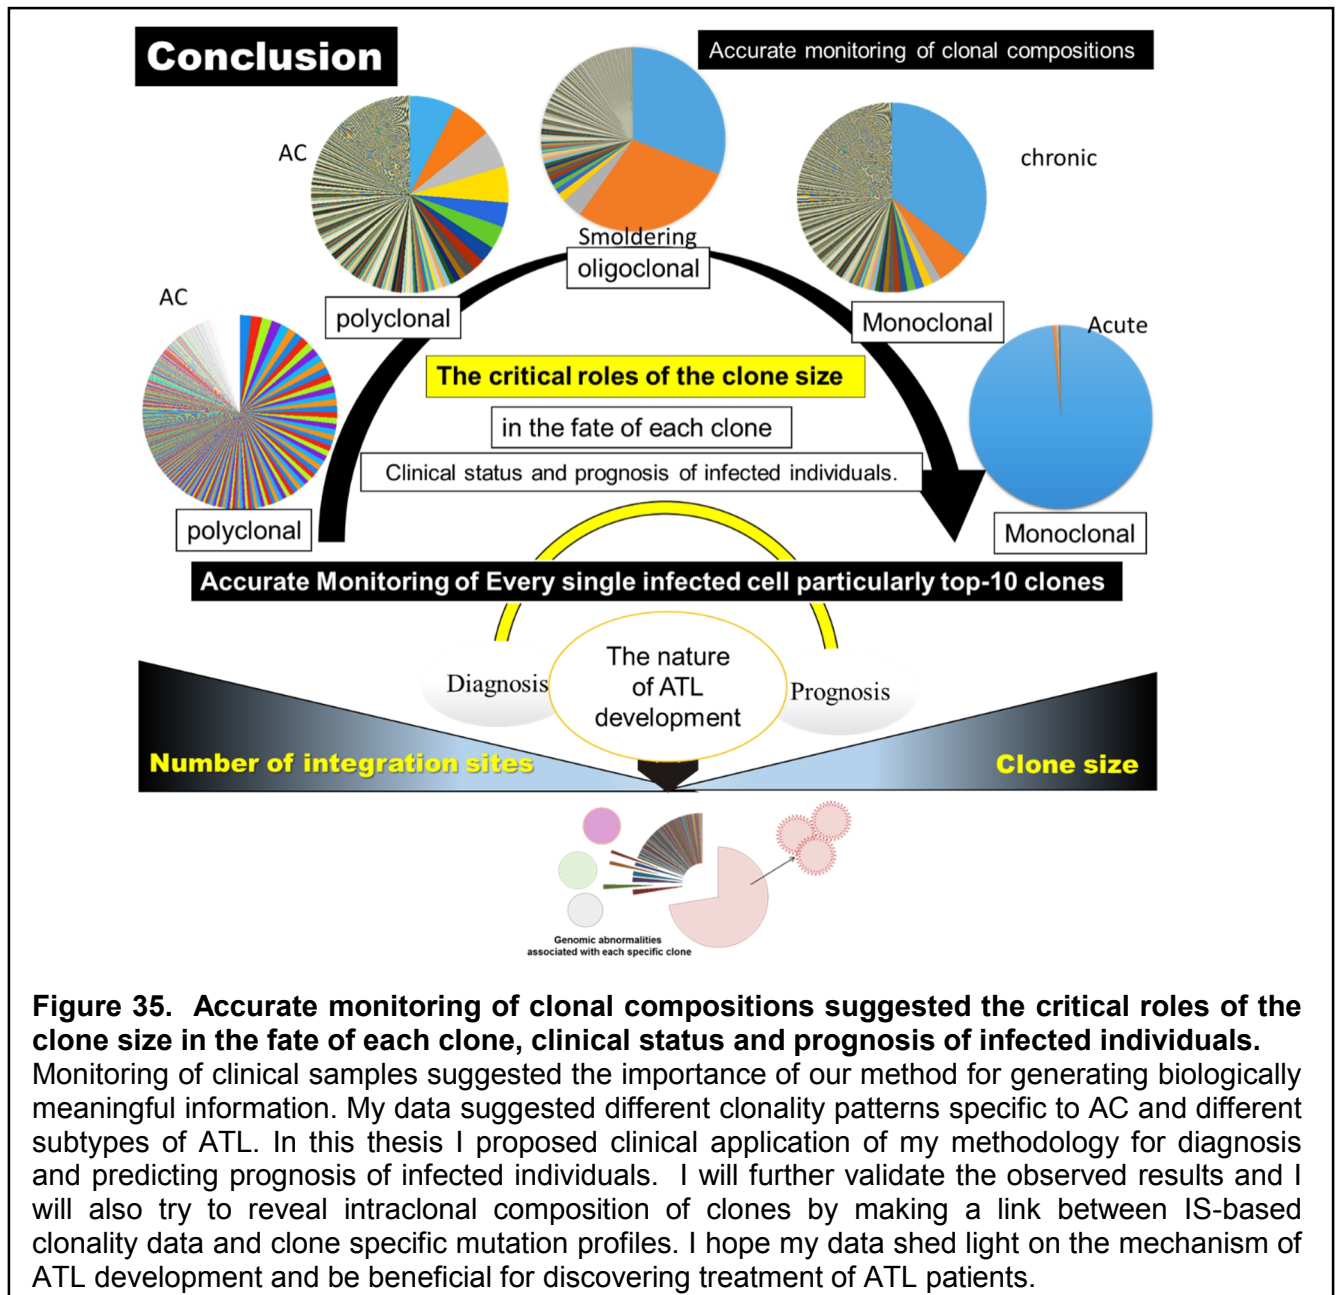 Conclusion
Accurate monitoring of clonal compositions
AC
chronic
Smoldering
oligoclonal
AC
polyclonal
Monoclonal
Acute
The critical roles of the clone size
in the fate of each clone
Clinical status and prognosis of infected individuals.
polyclonal
Monoclonal
Accurate Monitoring of Every single infected cell particularly top-10 clones
The nature
of ATL
development
Diagnosis
Prognosis
Number of integration sites
Clone size
Genomic abnormalities
associated with each specific clone
Figure 35. Accurate monitoring of clonal compositions suggested the critical roles of the
clone size in the fate of each clone, clinical status and prognosis of infected individuals.
Monitoring of clinical samples suggested the importance of our method for generating biologically
meaningful information. My data suggested different clonality patterns specific to AC and different
subtypes of ATL. In this thesis I proposed clinical application of my methodology for diagnosis
and predicting prognosis of infected individuals. I will further validate the observed results and I
will also try to reveal intraclonal composition of clones by making a link between IS-based
clonality data and clone specific mutation profiles. I hope my data shed light on the mechanism of
ATL development and be beneficial for discovering treatment of ATL patients.